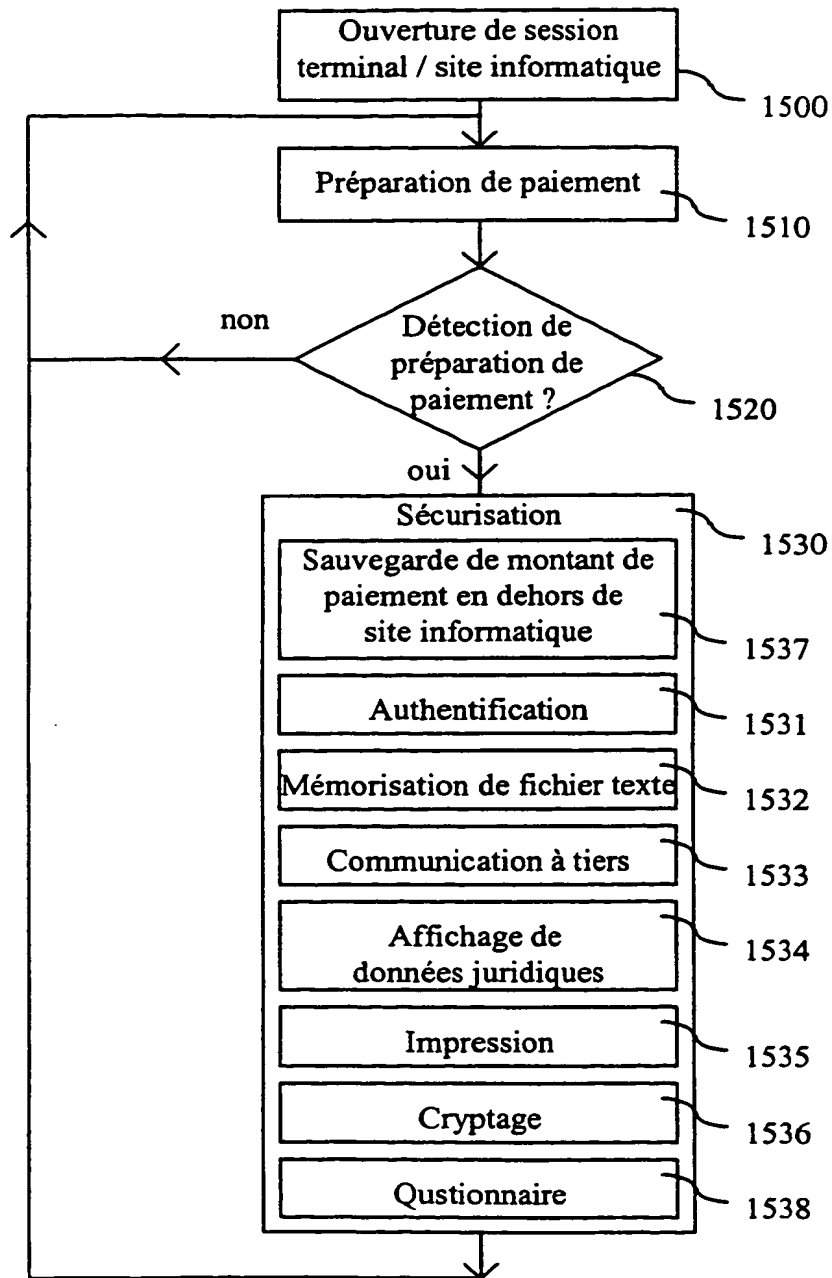 Ouverture de session
terminal / site informatique
1500
Préparation de paiement
1510
non
Détection de
préparation de
paiement ?
1520
oui
Sécurisation
1530
Sauvegarde de montant de
paiement en dehors de
site informatique
1537
Authentification
1531
Mémorisation de fichier texte
1532
Communication à tiers
1533
Affichage de
données juridiques
1534
Impression
1535
Cryptage
1536
Qustionnaire
1538